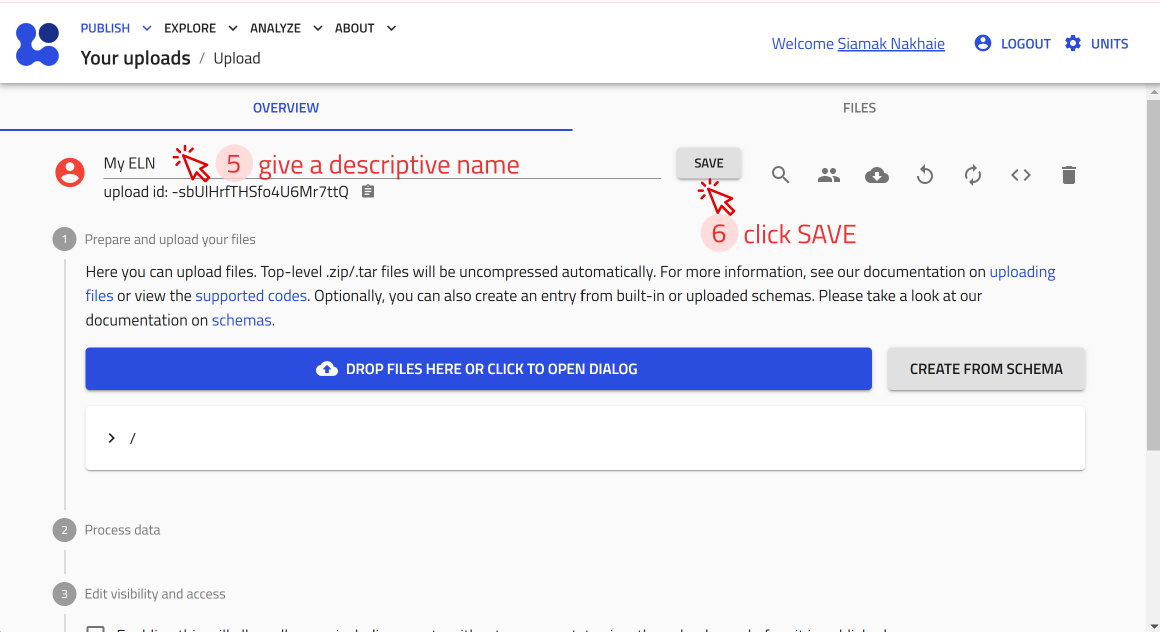 PUBLISH EXPLORE ANALYZE ABOUT
Your uploads / Upload
Welcome Siamak Nakhaie LOGOUT UNITS
OVERVIEW FILES
My ELN 5 give a descriptive name SAVE
upload id: -sbUlHrfTHSfo4U6Mr7ttQ
6 click SAVE
1 Prepare and upload your files
Here you can upload files. Top-level .zip/.tar files will be uncompressed automatically. For more information, see our documentation on uploading
files or view the supported codes. Optionally, you can also create an entry from built-in or uploaded schemas. Please take a look at our
documentation on schemas.
DROP FILES HERE OR CLICK TO OPEN DIALOG CREATE FROM SCHEMA
/
2 Process data
3 Edit visibility and access